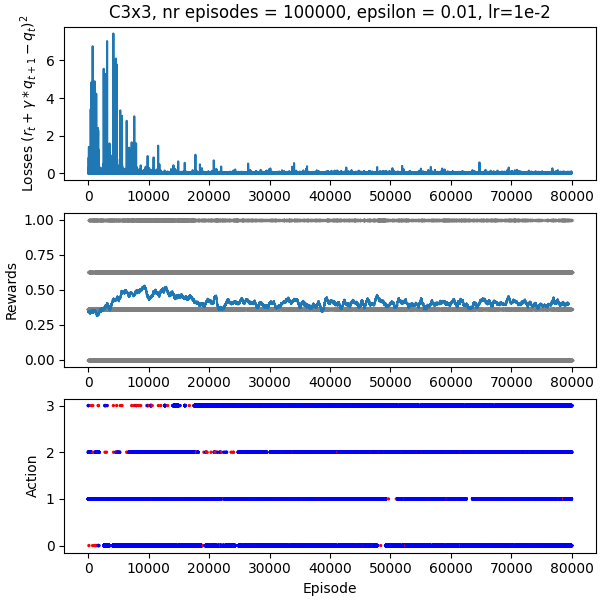 C3x3, nr episodes = 100000, epsilon = 0.01, lr=1e-2
Losses $(r_t + \gamma * q_{t+1} - q_t)^2$
6
4
2
0
0 10000 20000 30000 40000 50000 60000 70000 80000
Rewards
1.00
0.75
0.50
0.25
0.00
0 10000 20000 30000 40000 50000 60000 70000 80000
Action
3
2
1
0
0 10000 20000 30000 40000 50000 60000 70000 80000
Episode